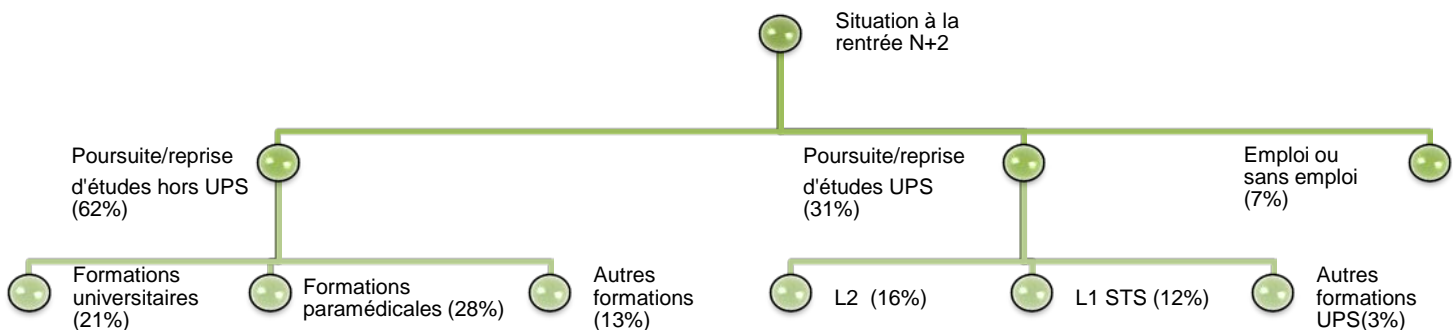 Situation à la
rentrée N+2
Poursuite/reprise
d'études hors UPS
(62%)
Poursuite/reprise
d'études UPS
(31%)
Emploi ou
sans emploi
(7%)
Formations
universitaires
(21%)
Formations
paramédicales (28%)
Autres
formations
(13%)
L2 (16%)
L1 STS (12%)
Autres
formations
UPS(3%)